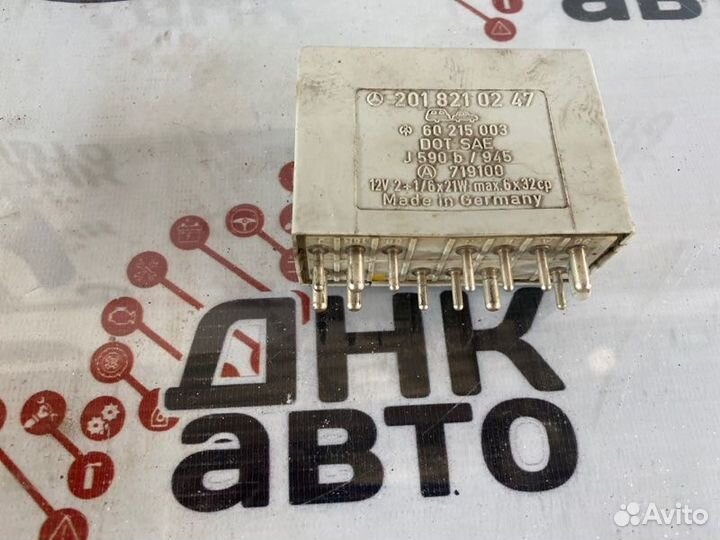 авто
201 821 02 47
60 215 003
DOT SAE
J 590 b / 945
A 719100
12V 2+1/6x21W max.6x32cp
Made in Germany
ДНК
авто
Avito